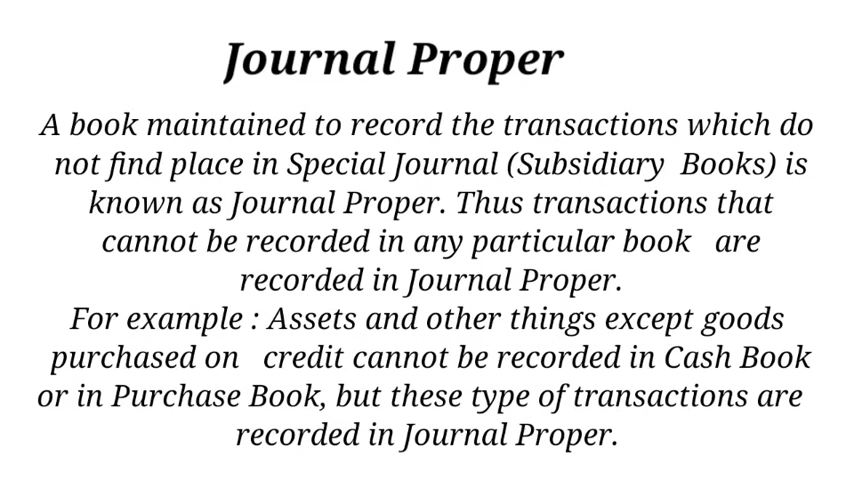 Journal Proper
A book maintained to record the transactions which do
not find place in Special Journal (Subsidiary Books) is
known as Journal Proper. Thus transactions that
cannot be recorded in any particular book are
recorded in Journal Proper.
For example : Assets and other things except goods
purchased on credit cannot be recorded in Cash Book
or in Purchase Book, but these type of transactions are
recorded in Journal Proper.